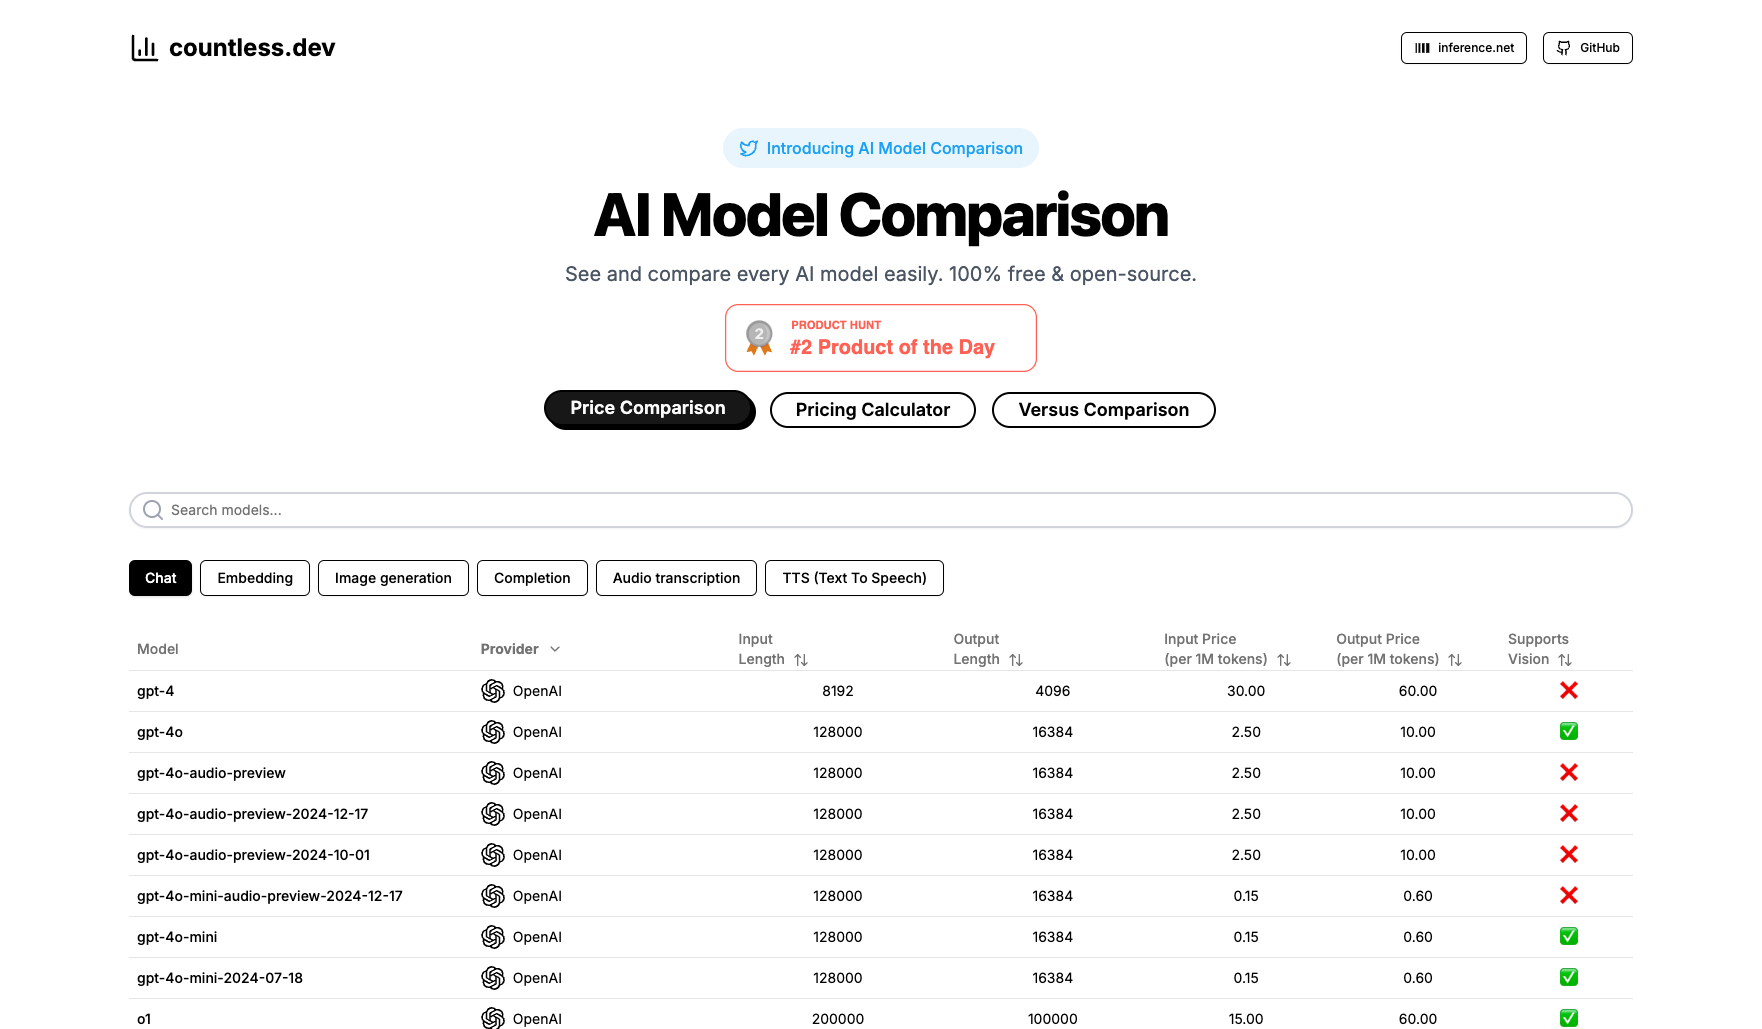 countless.dev
inference.net
GitHub
Introducing AI Model Comparison
AI Model Comparison
See and compare every AI model easily. 100% free & open-source.
2
PRODUCT HUNT
#2 Product of the Day
Price Comparison Pricing Calculator Versus Comparison
Search models...
Chat Embedding Image generation Completion Audio transcription TTS (Text To Speech)
Model Provider Input Length Output Length Input Price (per 1M tokens) Output Price (per 1M tokens) Supports Vision
gpt-4 OpenAI 8192 4096 30.00 60.00 ❌
gpt-4o OpenAI 128000 16384 2.50 10.00 ✅
gpt-4o-audio-preview OpenAI 128000 16384 2.50 10.00 ❌
gpt-4o-audio-preview-2024-12-17 OpenAI 128000 16384 2.50 10.00 ❌
gpt-4o-audio-preview-2024-10-01 OpenAI 128000 16384 2.50 10.00 ❌
gpt-4o-mini-audio-preview-2024-12-17 OpenAI 128000 16384 0.15 0.60 ❌
gpt-4o-mini OpenAI 128000 16384 0.15 0.60 ✅
gpt-4o-mini-2024-07-18 OpenAI 128000 16384 0.15 0.60 ✅
o1 OpenAI 200000 100000 15.00 60.00 ✅